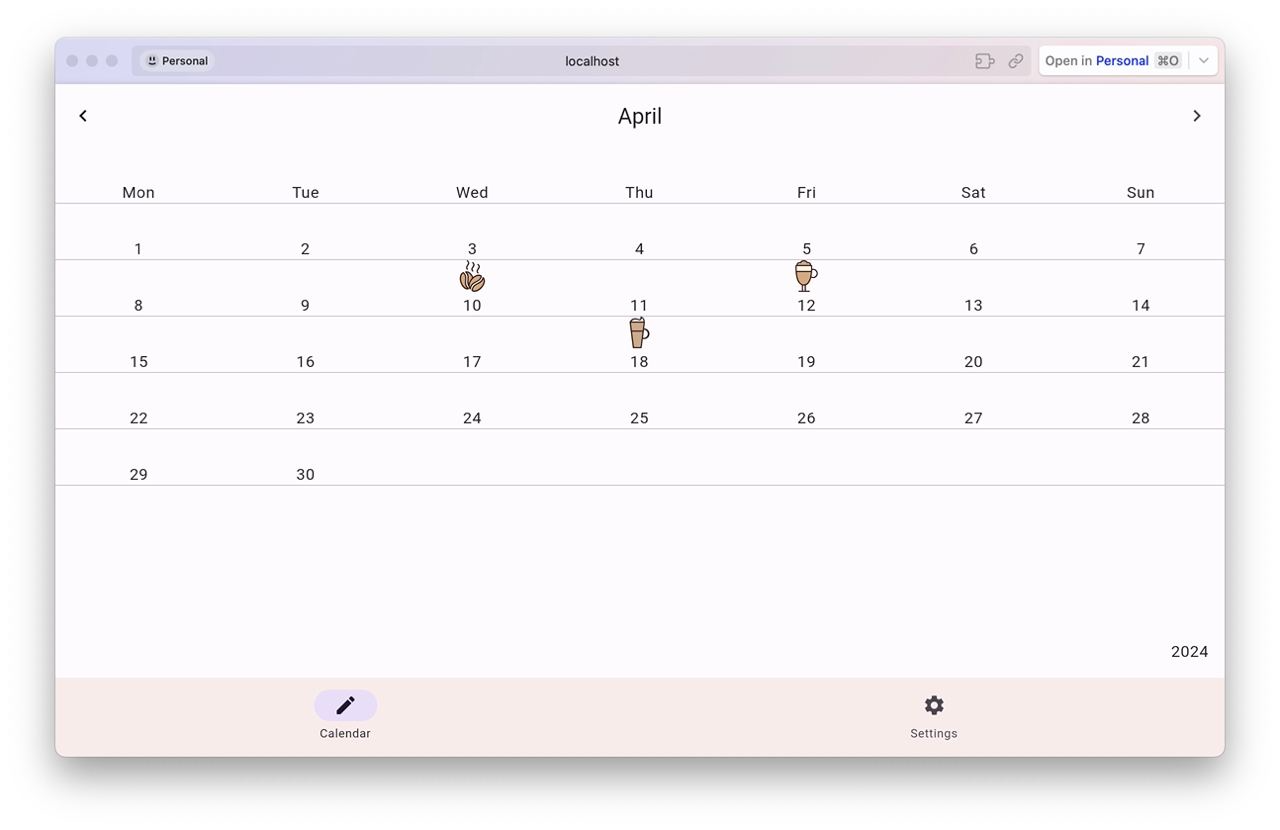 Personal localhost Open in Personal ⌘O
April
Mon Tue Wed Thu Fri Sat Sun
1 2 3 4 5 6 7
8 9 10 11 12 13 14
15 16 17 18 19 20 21
22 23 24 25 26 27 28
29 30
2024
Calendar Settings